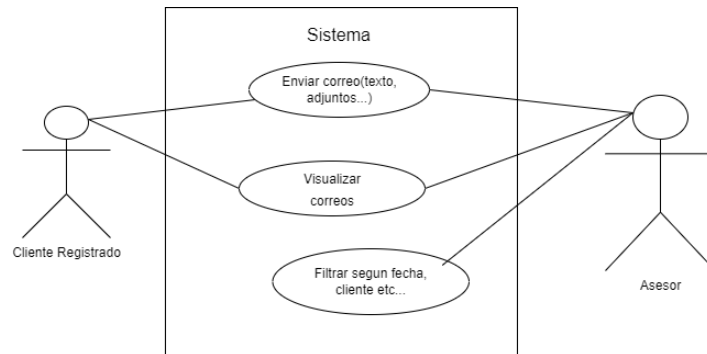 Sistema
Enviar correo(texto,
adjuntos...)
Visualizar
correos
Cliente Registrado
Filtrar segun fecha,
cliente etc...
Asesor